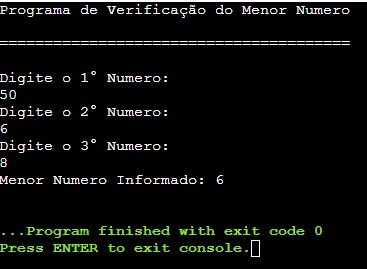 Programa de Verificação do Menor Numero
=======================================
Digite o 1° Numero:
50
Digite o 2° Numero:
6
Digite o 3° Numero:
8
Menor Numero Informado: 6
...Program finished with exit code 0
Press ENTER to exit console.